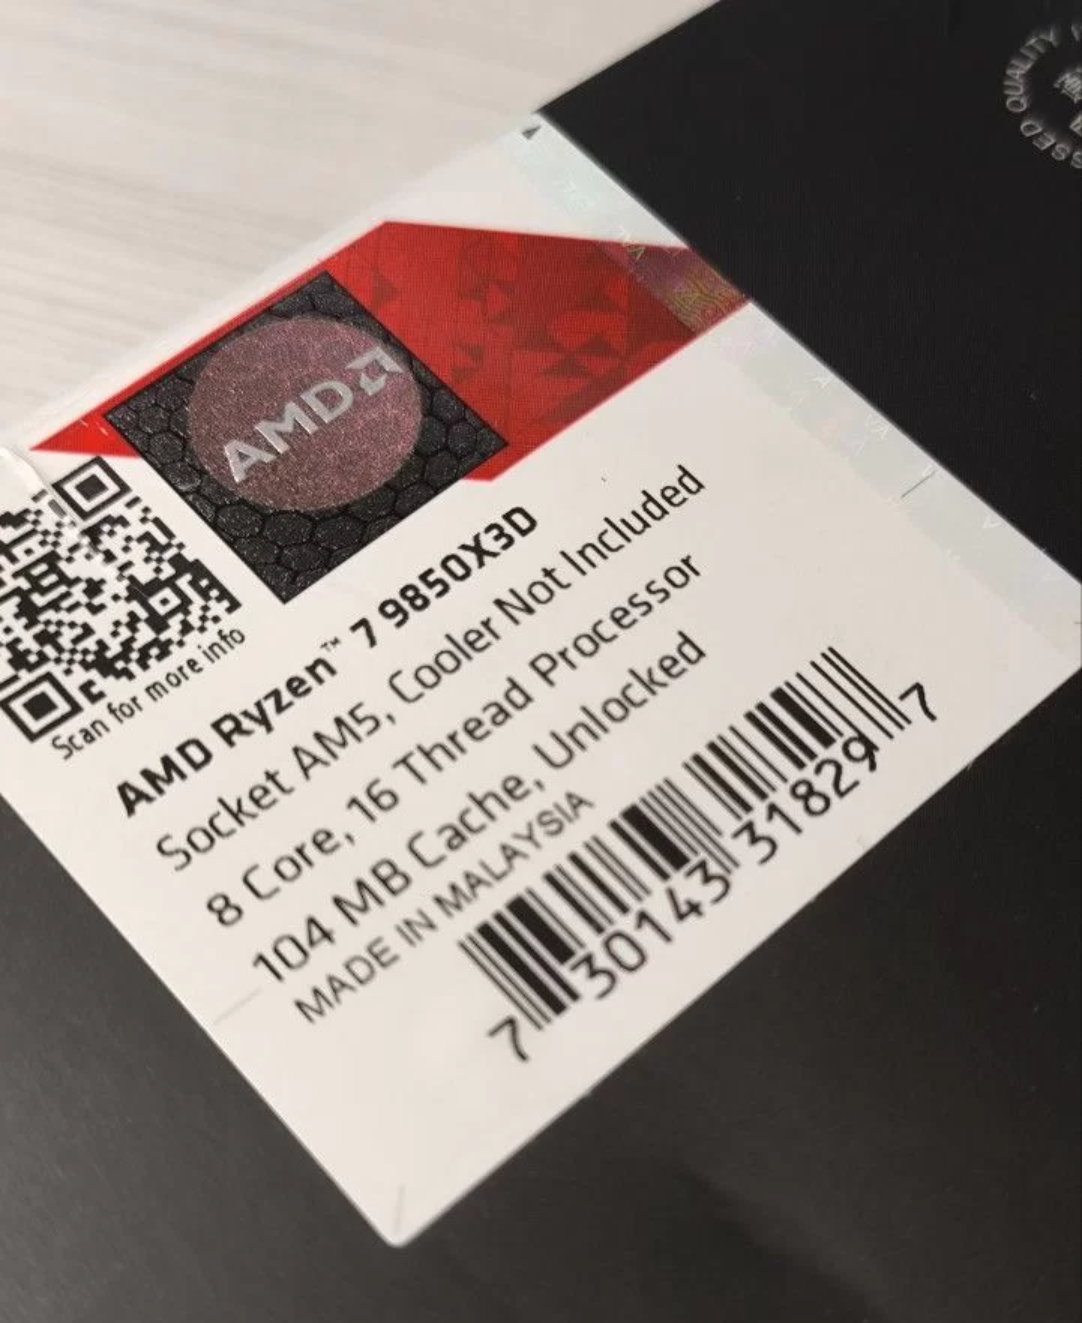 QUALITY
AMD
Scan for more info
AMD Ryzen™ 7 9850X3D
Socket AM5, Cooler Not Included
8 Core, 16 Thread Processor
104 MB Cache, Unlocked
MADE IN MALAYSIA
7 30143 31829 7